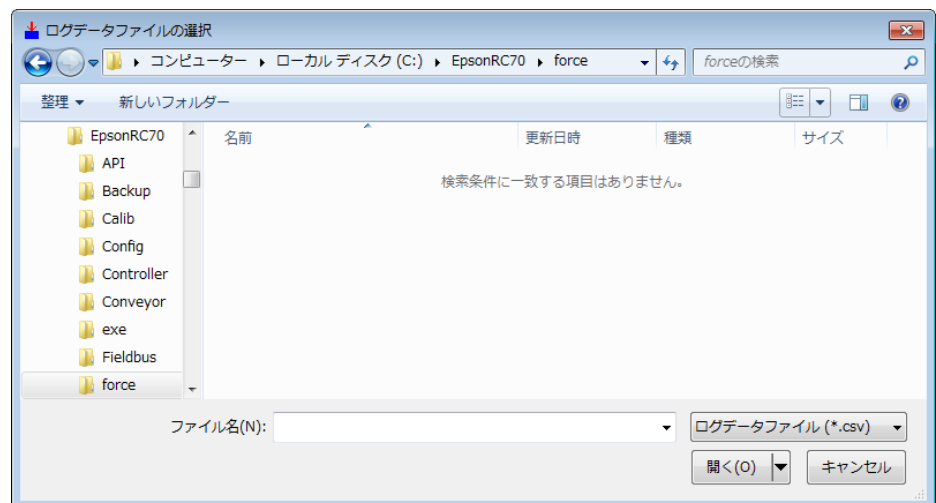 ログデータファイルの選択
コンピューター ローカル ディスク (C:) EpsonRC70 force forceの検索
整理 新しいフォルダー
EpsonRC70 名前 更新日時 種類 サイズ
API
検索条件に一致する項目はありません。
Backup
Calib
Config
Controller
Conveyor
exe
Fieldbus
force
ファイル名(N): ログデータファイル (*.csv)
開く(O) キャンセル